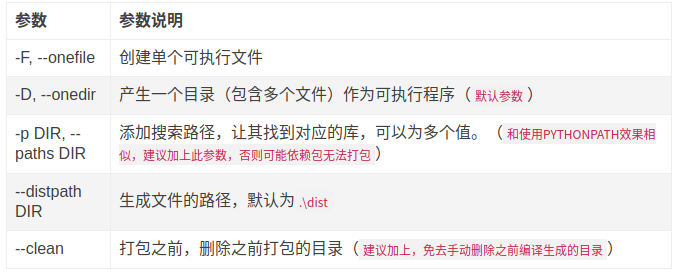 参数 参数说明
-F, --onefile 创建单个可执行文件
-D, --onedir 产生一个目录（包含多个文件）作为可执行程序（ 默认参数 ）
-p DIR, -- 添加搜索路径，让其找到对应的库，可以为多个值。（ 和使用PYTHONPATH效果相
paths DIR 似，建议加上此参数，否则可能依赖包无法打包 ）
--distpath
DIR 生成文件的路径，默认为 .\dist
--clean 打包之前，删除之前打包的目录（ 建议加上，免去手动删除之前编译生成的目录 ）